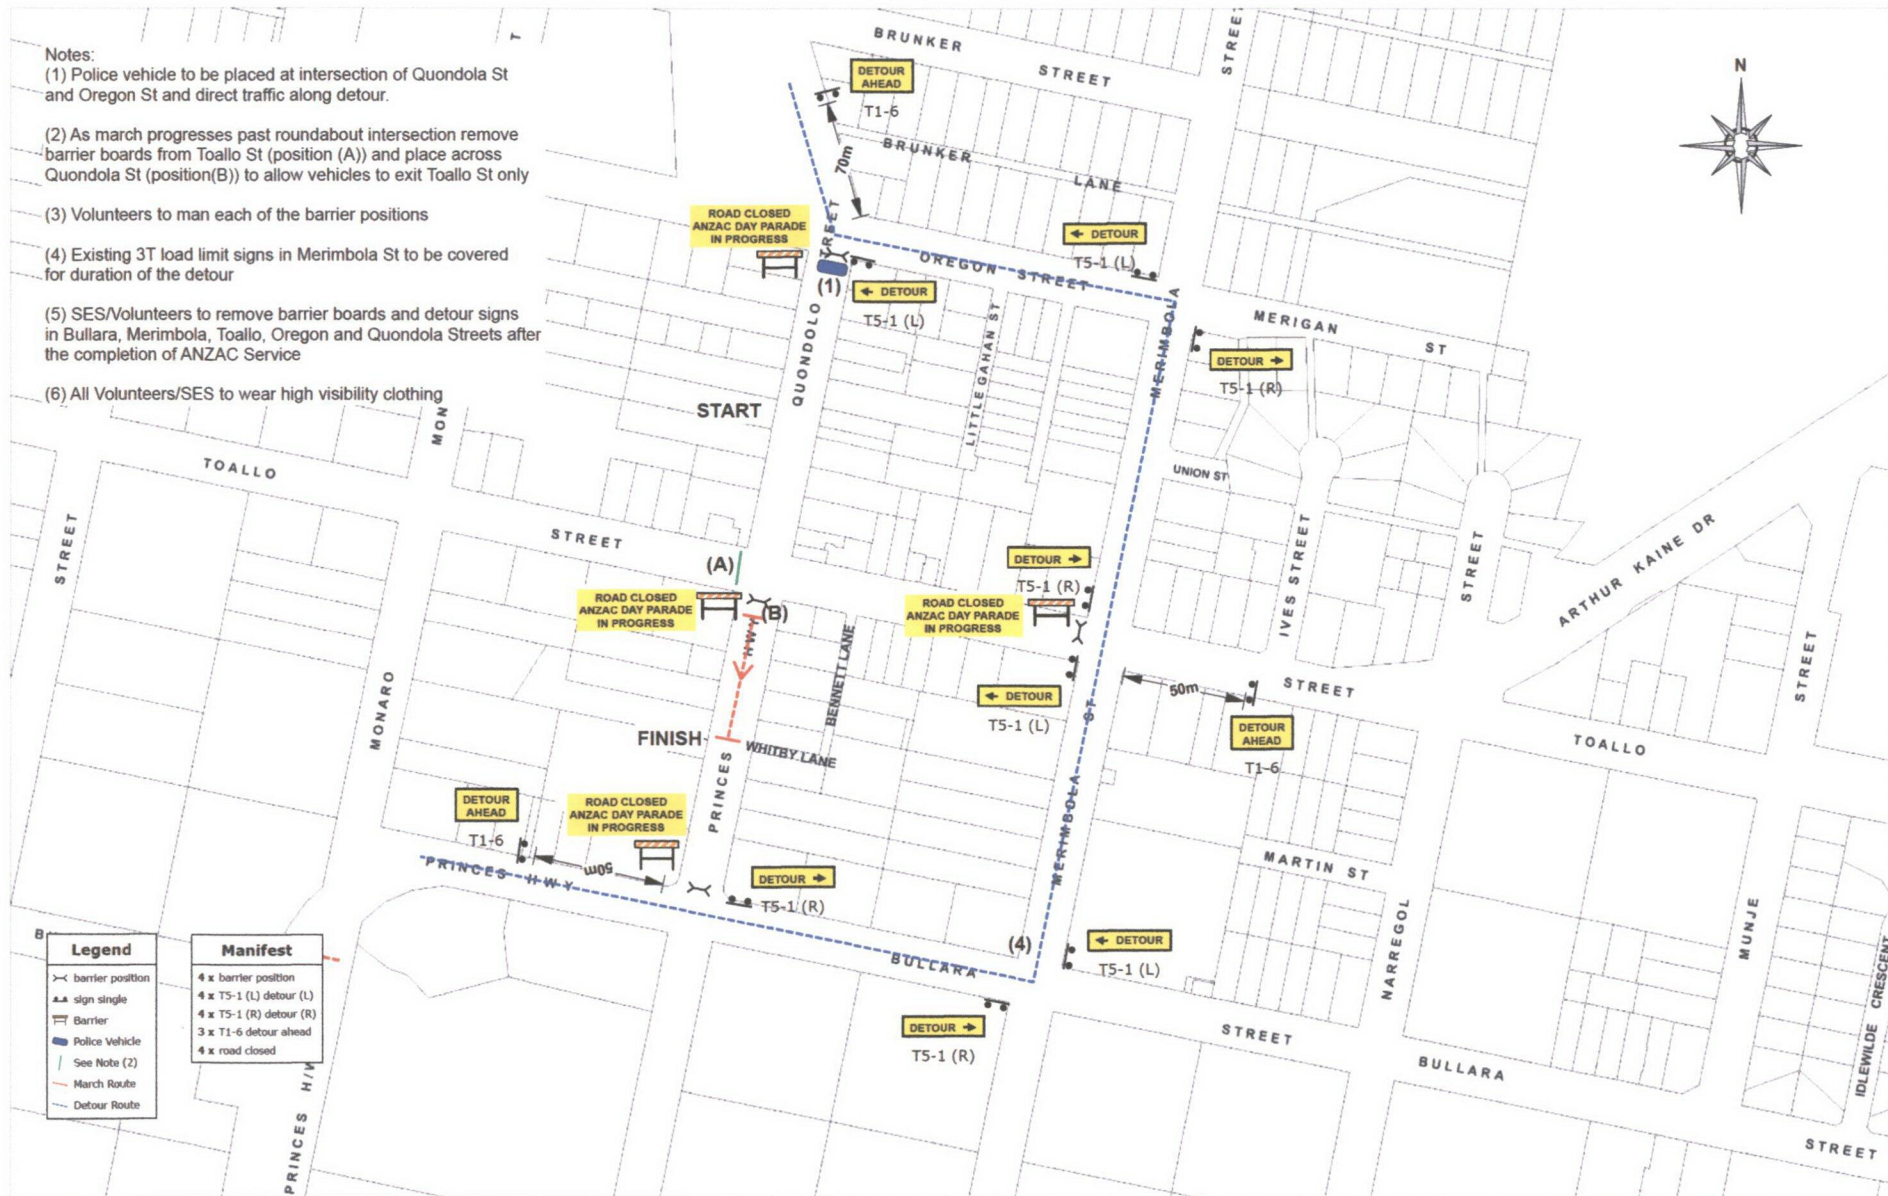 Notes:
(1) Police vehicle to be placed at intersection of Quondola St
and Oregon St and direct traffic along detour.
(2) As march progresses past roundabout intersection remove
barrier boards from Toallo St (position (A)) and place across
Quondola St (position(B)) to allow vehicles to exit Toallo St only
(3) Volunteers to man each of the barrier positions
(4) Existing 3T load limit signs in Merimbola St to be covered
for duration of the detour
(5) SES/Volunteers to remove barrier boards and detour signs
in Bullara, Merimbola, Toallo, Oregon and Quondola Streets after
the completion of ANZAC Service
(6) All Volunteers/SES to wear high visibility clothing
T
BRUNKER
STREET
STREET
N
DETOUR
AHEAD
T1-6
70m
BRUNKER
LANE
ROAD CLOSED
ANZAC DAY PARADE
IN PROGRESS
TREET
← DETOUR
T5-1 (L)
OREGON STREET
(1)
← DETOUR
T5-1 (L)
QUONDOLO
LITTLE GAHAN ST
MERIMBOLA
MERIGAN
ST
DETOUR →
T5-1 (R)
START
MON
TOALLO
STREET
UNION ST
STREET
IVES STREET
STREET
ARTHUR KAINE DR
(A)
DETOUR →
T5-1 (R)
ROAD CLOSED
ANZAC DAY PARADE
IN PROGRESS
(B)
HWY
ROAD CLOSED
ANZAC DAY PARADE
IN PROGRESS
BENNETT LANE
MONARO
← DETOUR
T5-1 (L)
ST
50m
STREET
STREET
DETOUR
AHEAD
T1-6
TOALLO
FINISH
WHITBY LANE
PRINCES
DETOUR
AHEAD
T1-6
ROAD CLOSED
ANZAC DAY PARADE
IN PROGRESS
50m
PRINCES HWY
DETOUR →
T5-1 (R)
MERIMBOLA
MARTIN ST
NARREGOL
MUNJE
IDLEWILDE CRESCENT
(4)
← DETOUR
T5-1 (L)
BULLARA
DETOUR →
T5-1 (R)
STREET
BULLARA
STREET
B
Legend
barrier position
sign single
Barrier
Police Vehicle
See Note (2)
March Route
Detour Route
Manifest
4 x barrier position
4 x T5-1 (L) detour (L)
4 x T5-1 (R) detour (R)
3 x T1-6 detour ahead
4 x road closed
PRINCES H/W